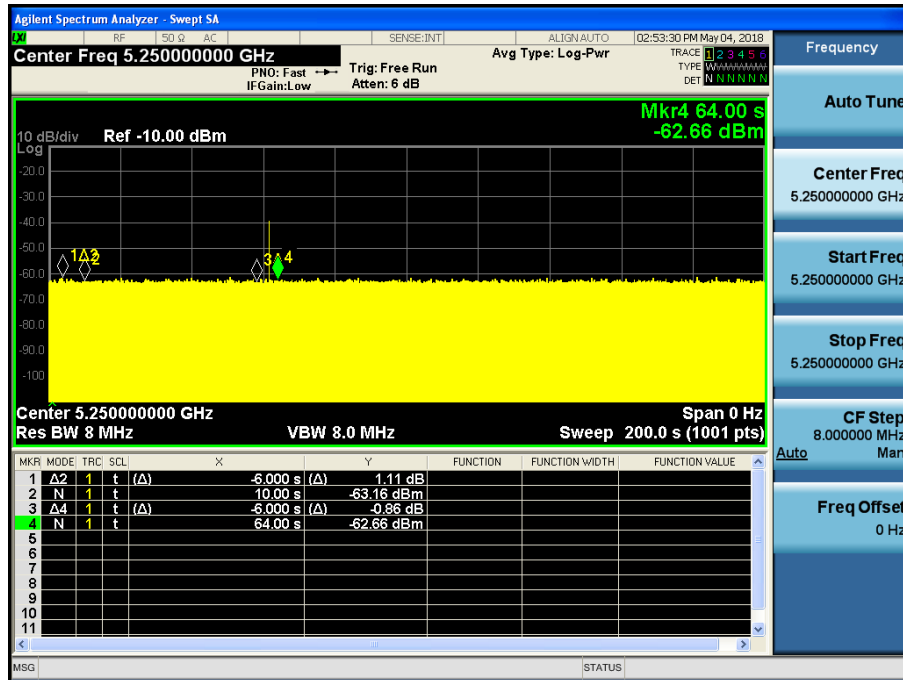 Agilent Spectrum Analyzer - Swept SA
LXI RF 50 Ω AC SENSE:INT ALIGN AUTO 02:53:30 PM May 04, 2018
Center Freq 5.250000000 GHz
PNO: Fast
IFGain:Low
Trig: Free Run
Atten: 6 dB
Avg Type: Log-Pwr
TRACE 1 2 3 4 5 6
TYPE W W W W W W
DET N N N N N N
Mkr4 64.00 s
-62.66 dBm
10 dB/div Ref -10.00 dBm
Log
-20.0
-30.0
-40.0
-50.0
-60.0
-70.0
-80.0
-90.0
-100
1Δ2
3Δ4
Center 5.250000000 GHz Span 0 Hz
Res BW 8 MHz VBW 8.0 MHz Sweep 200.0 s (1001 pts)
MKR MODE TRC SCL X Y FUNCTION FUNCTION WIDTH FUNCTION VALUE
1 Δ2 1 t (Δ) -6.000 s (Δ) 1.11 dB
2 N 1 t 10.00 s -63.16 dBm
3 Δ4 1 t (Δ) -6.000 s (Δ) -0.86 dB
4 N 1 t 64.00 s -62.66 dBm
5
6
7
8
9
10
11
MSG STATUS
Frequency
Auto Tune
Center Freq
5.250000000 GHz
Start Freq
5.250000000 GHz
Stop Freq
5.250000000 GHz
CF Step
8.000000 MHz
Auto Man
Freq Offset
0 Hz